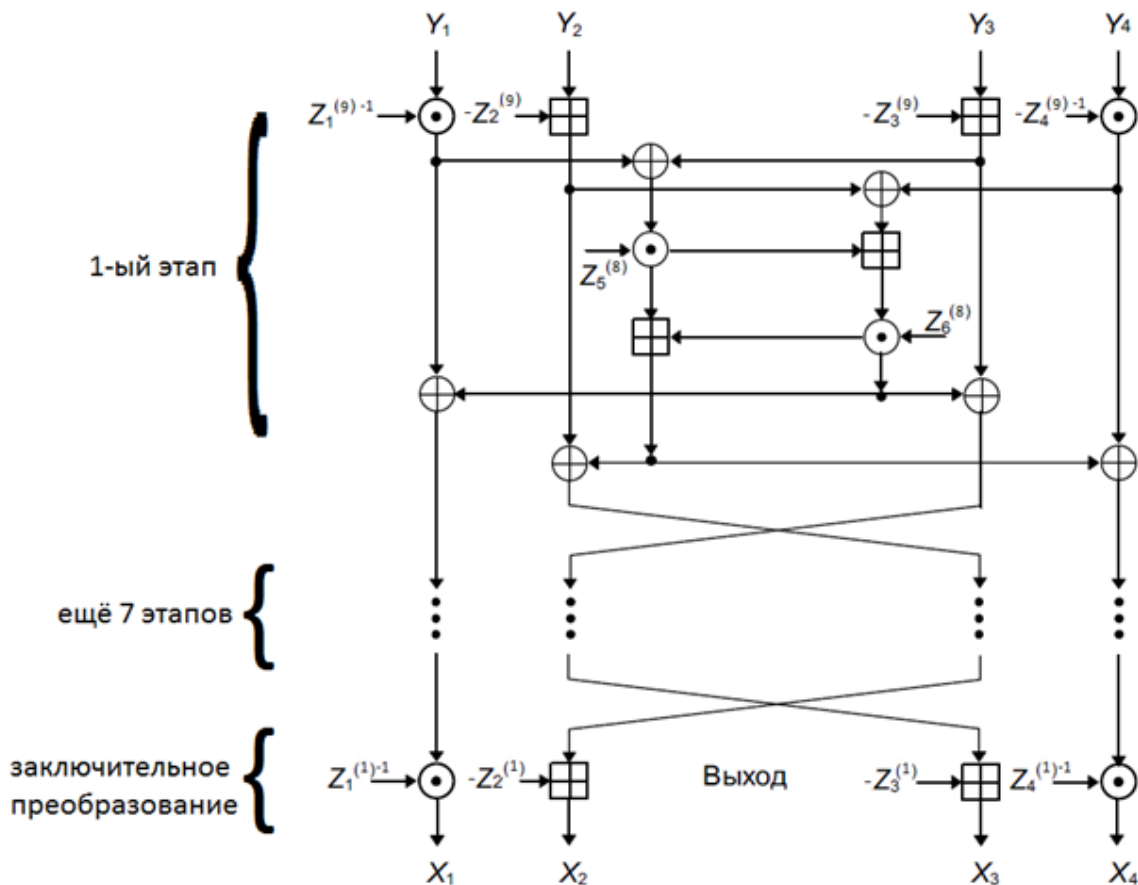 Y₁ Y₂ Y₃ Y₄
Z₁⁽⁹⁾⁻¹ -Z₂⁽⁹⁾ -Z₃⁽⁹⁾ -Z₄⁽⁹⁾⁻¹
1-ый этап
Z₅⁽⁸⁾
Z₆⁽⁸⁾
ещё 7 этапов
заключительное
преобразование
Z₁⁽¹⁾⁻¹ -Z₂⁽¹⁾ Выход -Z₃⁽¹⁾ Z₄⁽¹⁾⁻¹
X₁ X₂ X₃ X₄